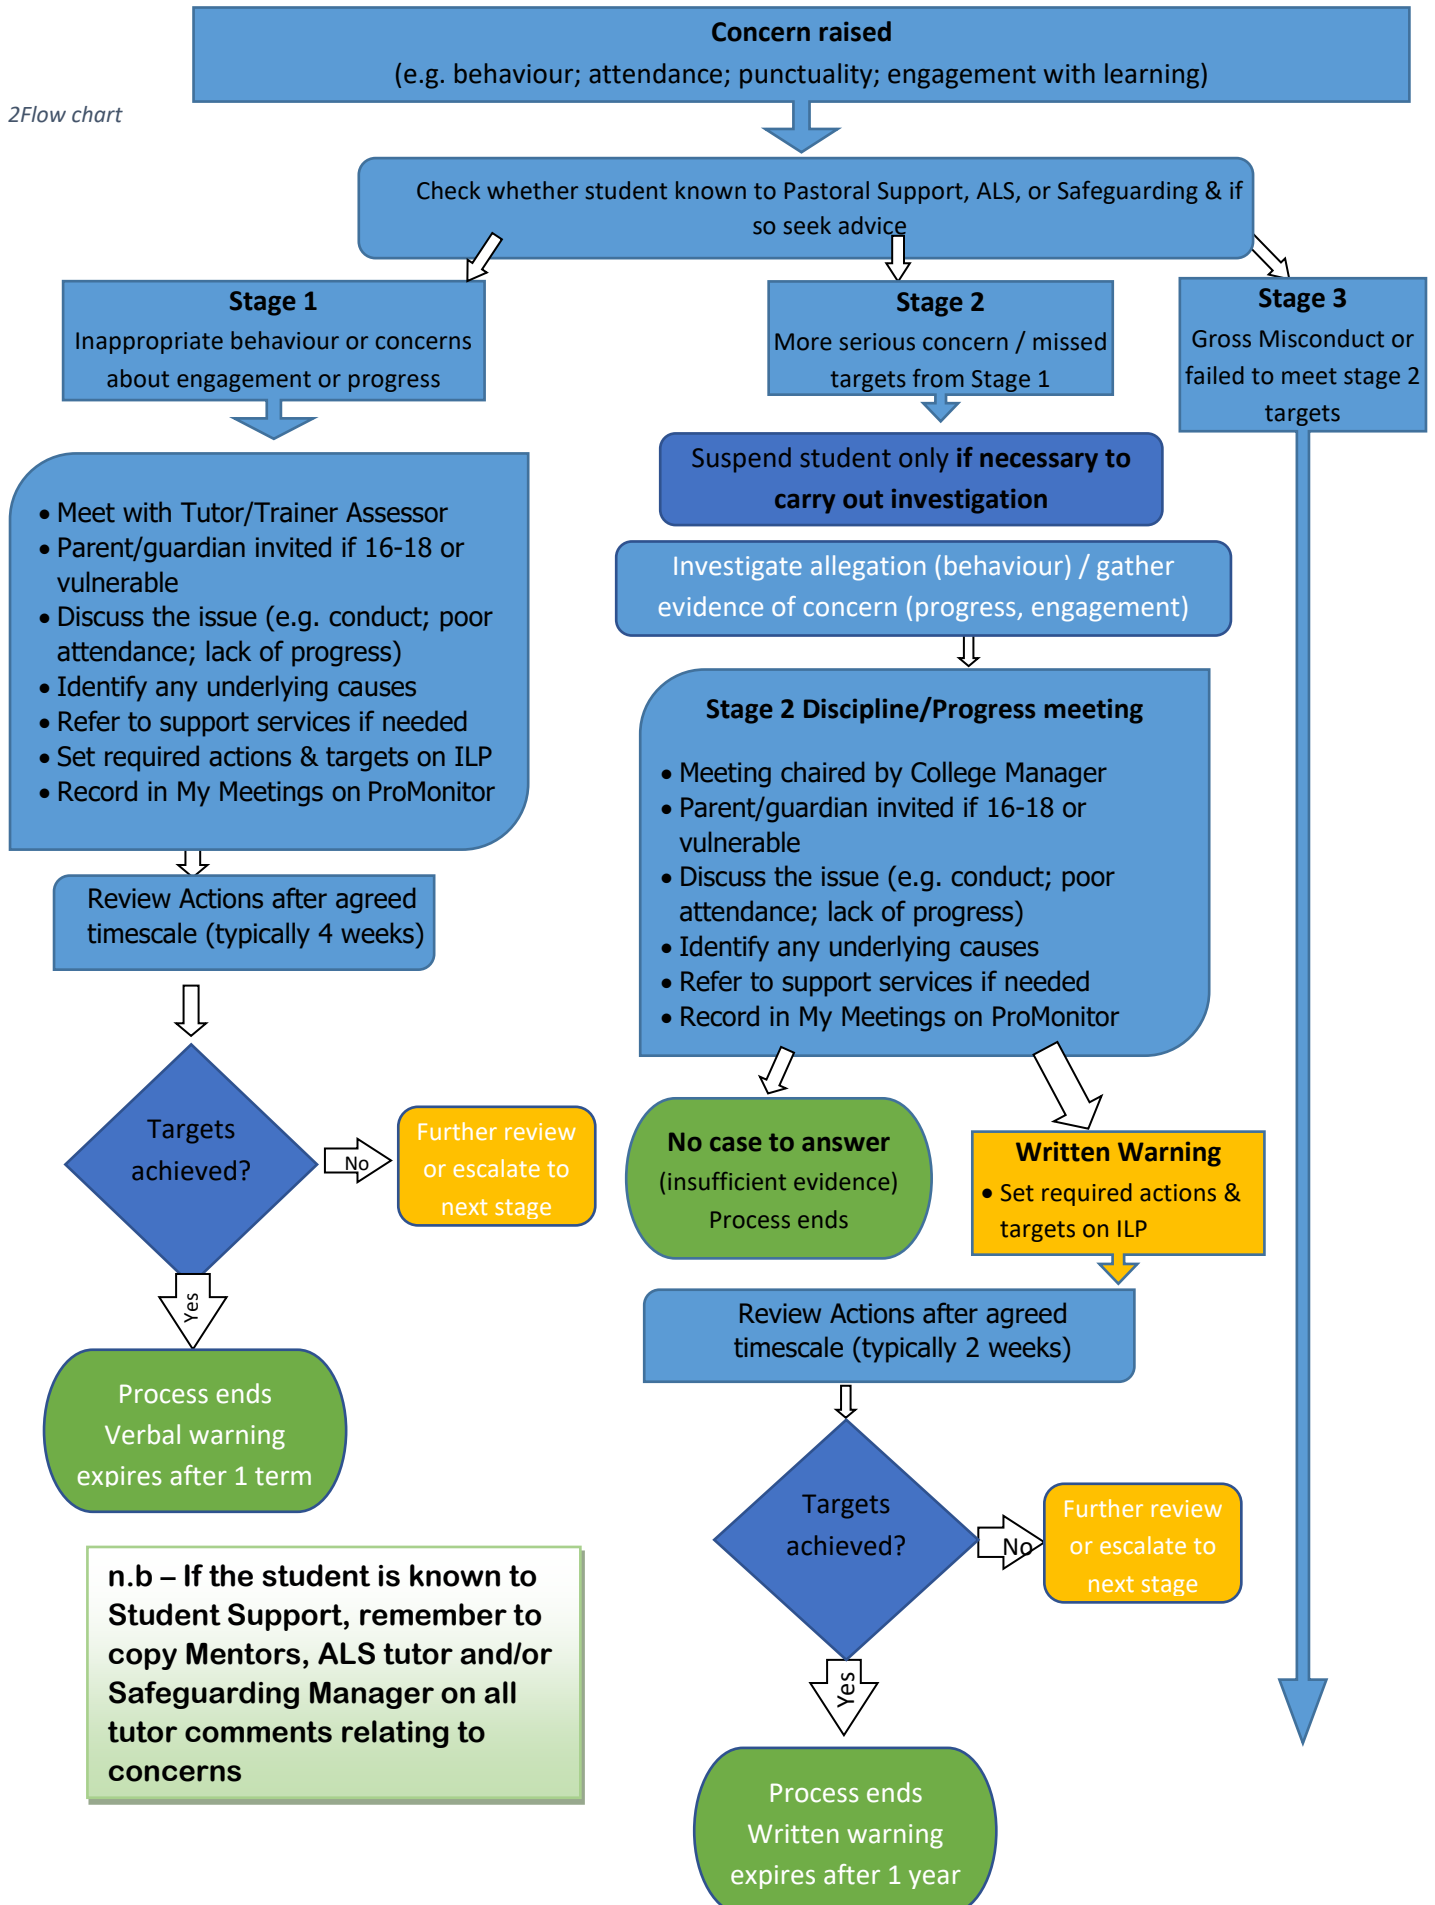 Concern raised
(e.g. behaviour; attendance; punctuality; engagement with learning)
2Flow chart
Check whether student known to Pastoral Support, ALS, or Safeguarding & if
so seek advice
Stage 1
Inappropriate behaviour or concerns
about engagement or progress
Stage 2
More serious concern / missed
targets from Stage 1
Stage 3
Gross Misconduct or
failed to meet stage 2
targets
• Meet with Tutor/Trainer Assessor
• Parent/guardian invited if 16-18 or
vulnerable
• Discuss the issue (e.g. conduct; poor
attendance; lack of progress)
• Identify any underlying causes
• Refer to support services if needed
• Set required actions & targets on ILP
• Record in My Meetings on ProMonitor
Review Actions after agreed
timescale (typically 4 weeks)
Targets
achieved?
No
Further review
or escalate to
next stage
Yes
Process ends
Verbal warning
expires after 1 term
n.b – If the student is known to
Student Support, remember to
copy Mentors, ALS tutor and/or
Safeguarding Manager on all
tutor comments relating to
concerns
Suspend student only if necessary to
carry out investigation
Investigate allegation (behaviour) / gather
evidence of concern (progress, engagement)
Stage 2 Discipline/Progress meeting
• Meeting chaired by College Manager
• Parent/guardian invited if 16-18 or
vulnerable
• Discuss the issue (e.g. conduct; poor
attendance; lack of progress)
• Identify any underlying causes
• Refer to support services if needed
• Record in My Meetings on ProMonitor
No case to answer
(insufficient evidence)
Process ends
Written Warning
• Set required actions &
targets on ILP
Review Actions after agreed
timescale (typically 2 weeks)
Targets
achieved?
No
Further review
or escalate to
next stage
Yes
Process ends
Written warning
expires after 1 year